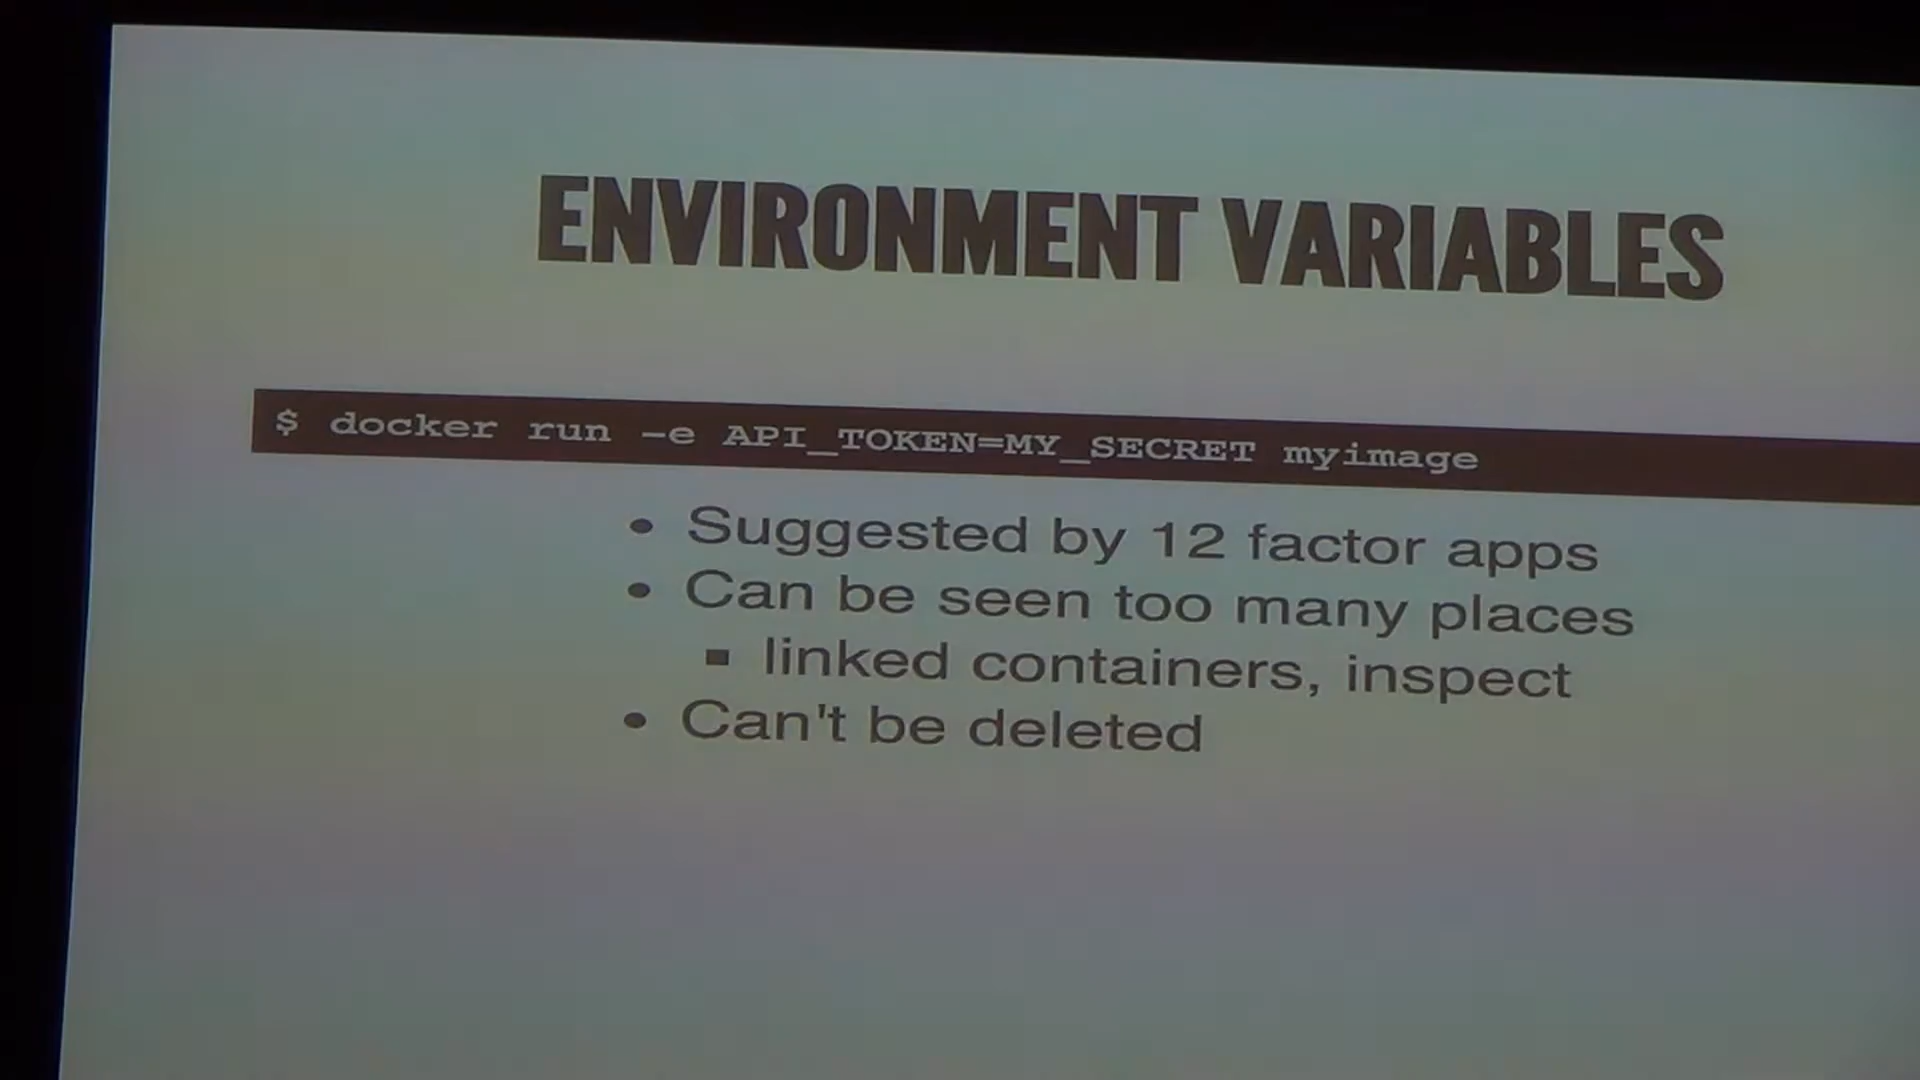 ENVIRONMENT VARIABLES
$ docker run -e API_TOKEN=MY_SECRET myimage
• Suggested by 12 factor apps
• Can be seen too many places
▪ linked containers, inspect
• Can't be deleted